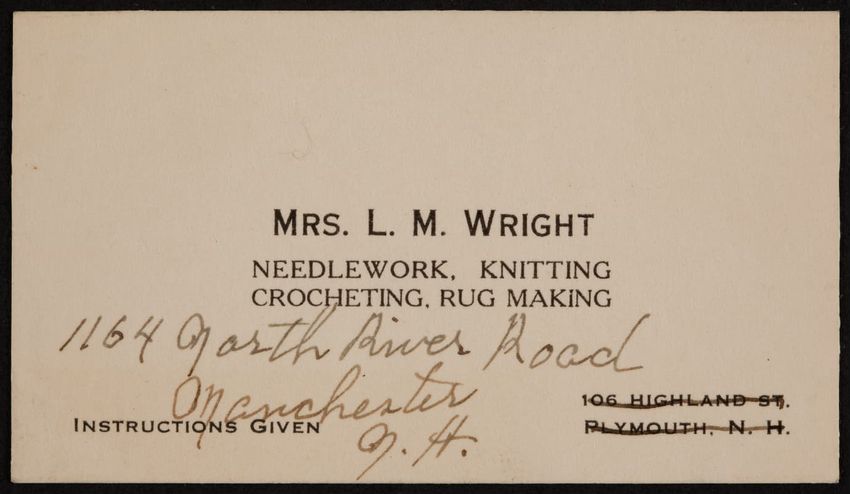 MRS. L. M. WRIGHT
NEEDLEWORK, KNITTING
CROCHETING, RUG MAKING
1164 North River Road
Manchester
N. H.
INSTRUCTIONS GIVEN
106 HIGHLAND ST.
PLYMOUTH, N. H.